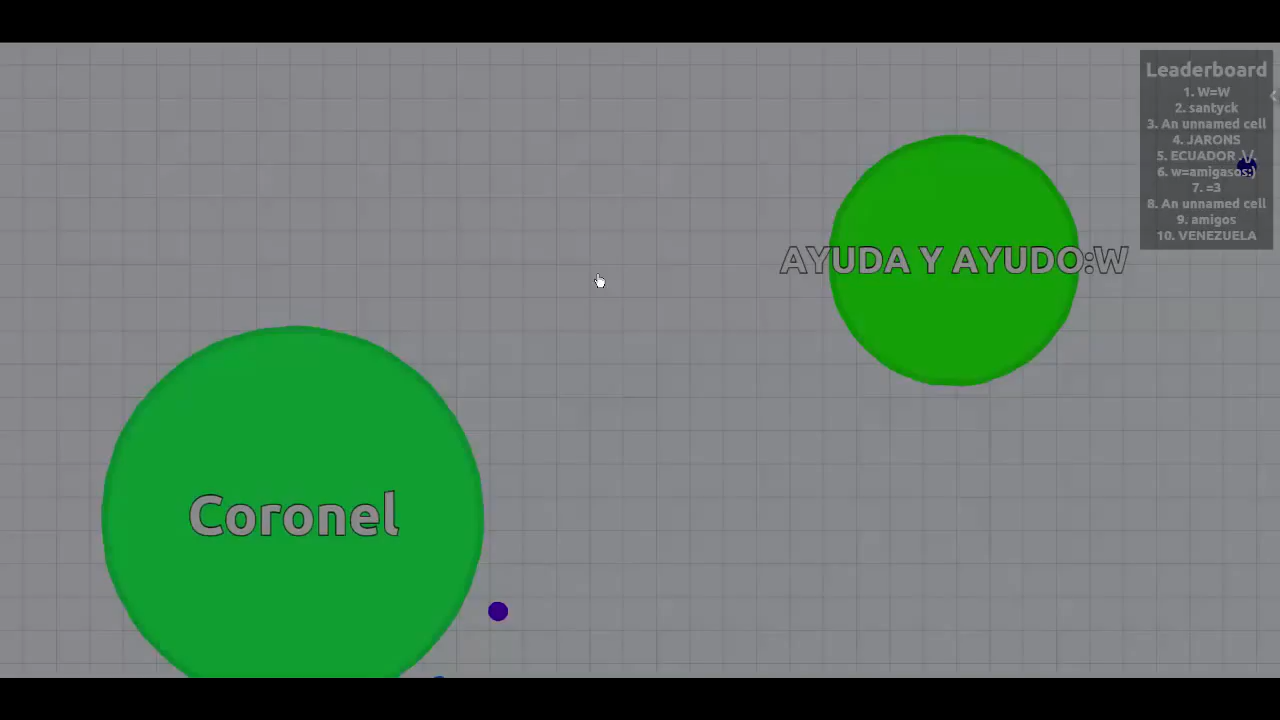 Leaderboard
1. W=W
2. santyck
3. An unnamed cell
4. JARONS
5. ECUADOR .\/.
6. w=amigasos:)
7. =3
8. An unnamed cell
9. amigos
10. VENEZUELA
AYUDA Y AYUDO:W
Coronel